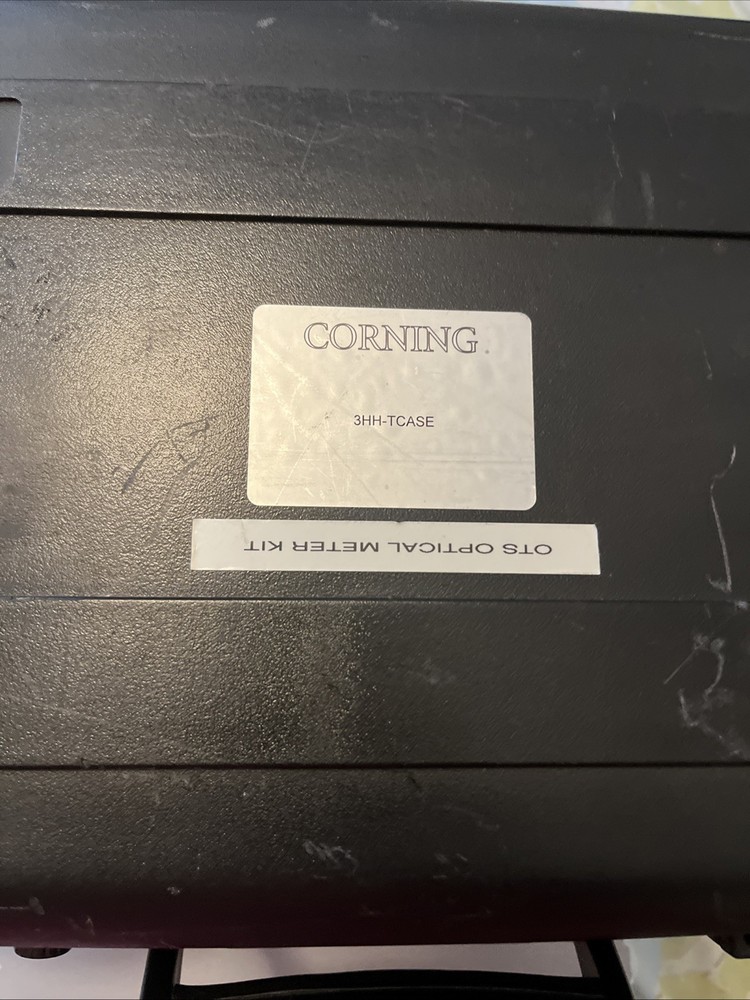 CORNING
3HH-TCASE
OTS OPTICAL METER KIT